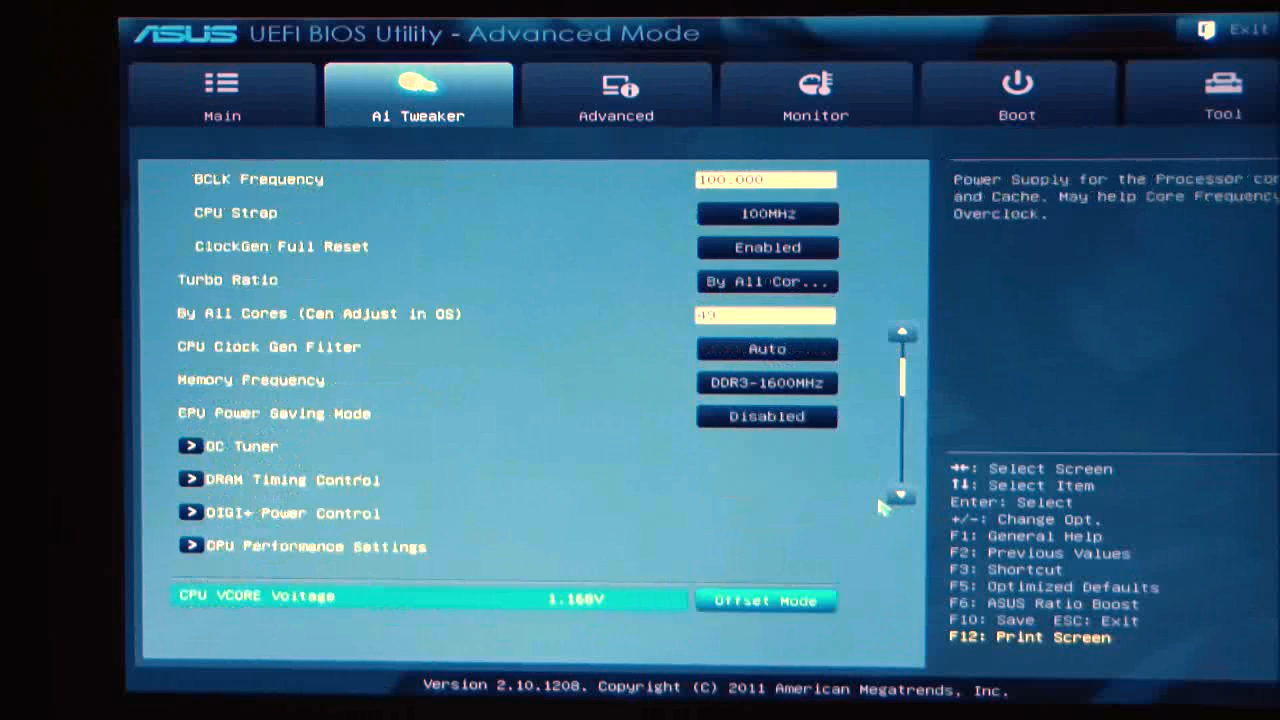 ASUS UEFI BIOS Utility - Advanced Mode
Exit
Main
Ai Tweaker
Advanced
Monitor
Boot
Tool
BCLK Frequency 100.000
CPU Strap 100MHz
ClockGen Full Reset Enabled
Turbo Ratio By All Cor...
By All Cores (Can Adjust in OS) 49
CPU Clock Gen Filter Auto
Memory Frequency DDR3-1600MHz
EPU Power Saving Mode Disabled
> OC Tuner
> DRAM Timing Control
> DIGI+ Power Control
> CPU Performance Settings
CPU VCORE Voltage 1.168V Offset Mode
Power Supply for the Processor cor
and Cache. May help Core Frequency
Overclock.
→←: Select Screen
↑↓: Select Item
Enter: Select
+/-: Change Opt.
F1: General Help
F2: Previous Values
F3: Shortcut
F5: Optimized Defaults
F6: ASUS Ratio Boost
F10: Save ESC: Exit
F12: Print Screen
Version 2.10.1208. Copyright (C) 2011 American Megatrends, Inc.